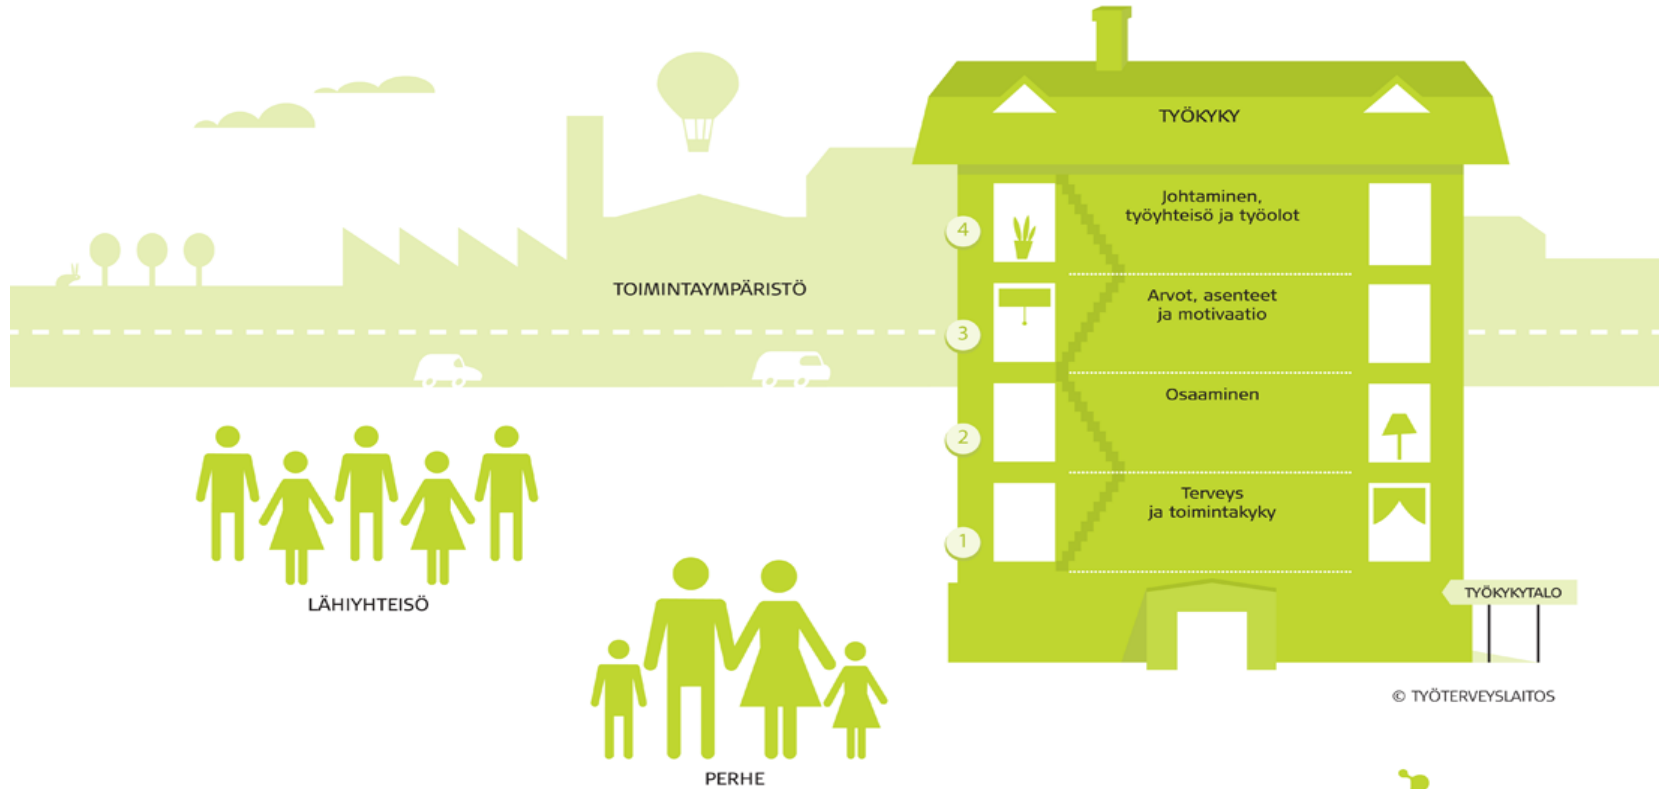 TYÖKYKY
4
Johtaminen,
työyhteisö ja työolot
TOIMINTAYMPÄRISTÖ
3
Arvot, asenteet
ja motivaatio
2
Osaaminen
1
Terveys
ja toimintakyky
LÄHIYHTEISÖ
TYÖKYKYTALO
PERHE
© TYÖTERVEYSLAITOS